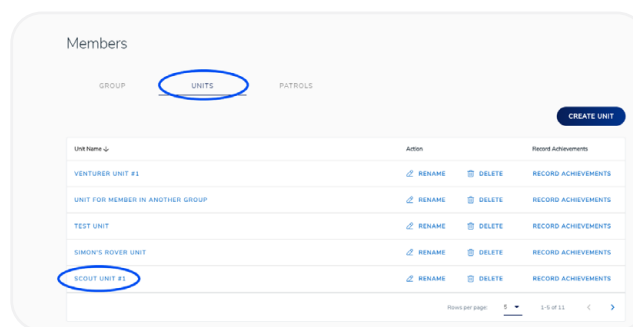 Members
GROUP UNITS PATROLS
CREATE UNIT
Unit Name Action Record Achievements
VENTURER UNIT #1 RENAME DELETE RECORD ACHIEVEMENTS
UNIT FOR MEMBER IN ANOTHER GROUP RENAME DELETE RECORD ACHIEVEMENTS
TEST UNIT RENAME DELETE RECORD ACHIEVEMENTS
SIMON'S ROVER UNIT RENAME DELETE RECORD ACHIEVEMENTS
SCOUT UNIT #1 RENAME DELETE RECORD ACHIEVEMENTS
Rows per page: 5 1-5 of 11